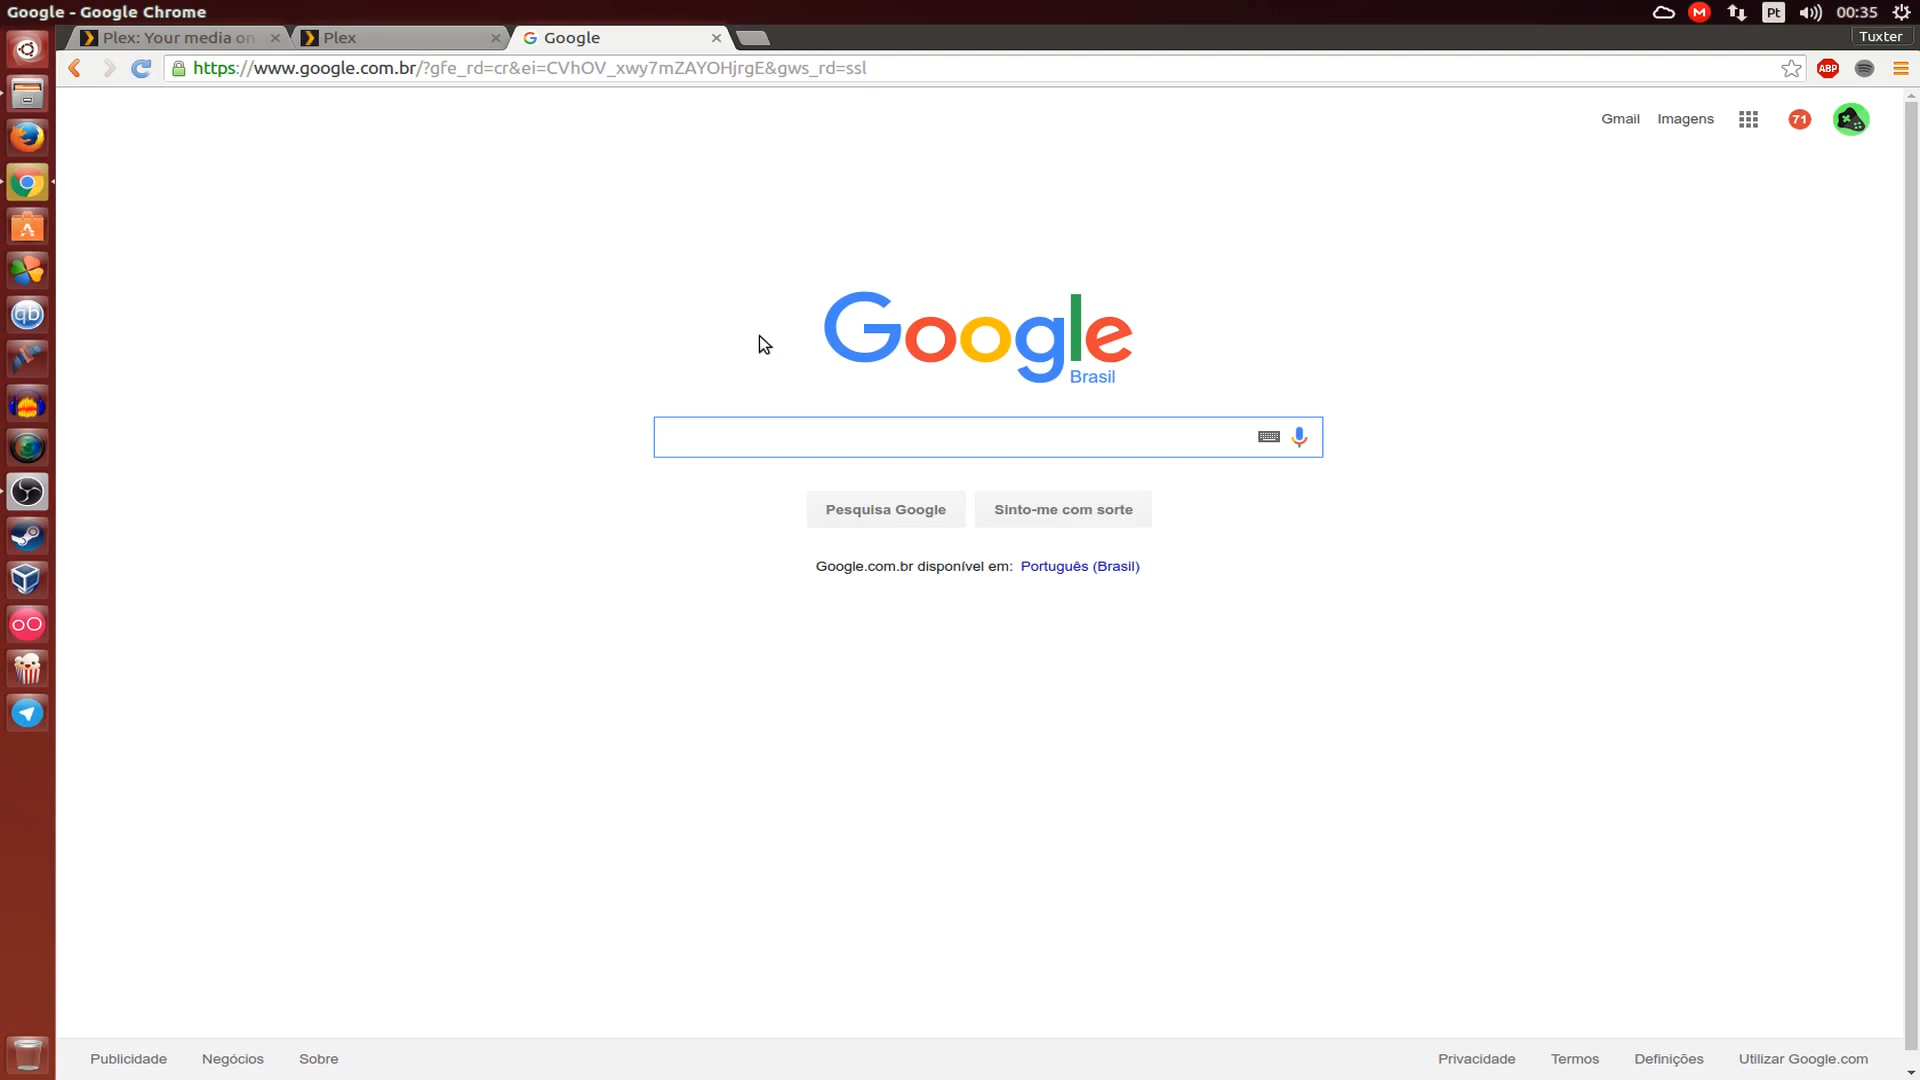 Google - Google Chrome
Pt
00:35
Plex: Your media on
Plex
Google
Tuxter
https://www.google.com.br/?gfe_rd=cr&ei=CVhOV_xwy7mZAYOHjrgE&gws_rd=ssl
ABP
Gmail
Imagens
71
Google
Brasil
Pesquisa Google
Sinto-me com sorte
Google.com.br disponível em: Português (Brasil)
Publicidade
Negócios
Sobre
Privacidade
Termos
Definições
Utilizar Google.com